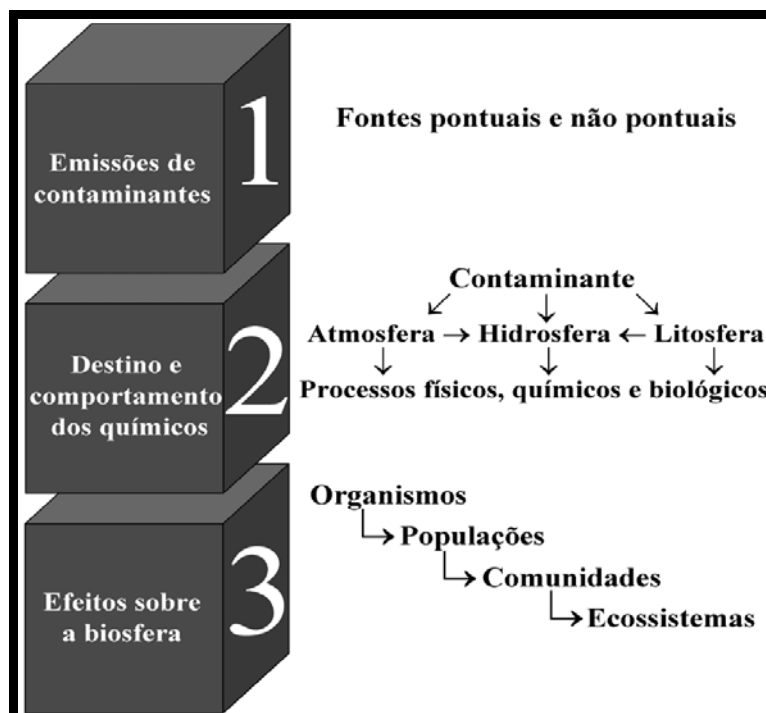 Emissões de
contaminantes
1
Fontes pontuais e não pontuais
Destino e
comportamento
dos químicos
2
Contaminante
Atmosfera → Hidrosfera ← Litosfera
Processos físicos, químicos e biológicos
Efeitos sobre
a biosfera
3
Organismos
Populações
Comunidades
Ecossistemas